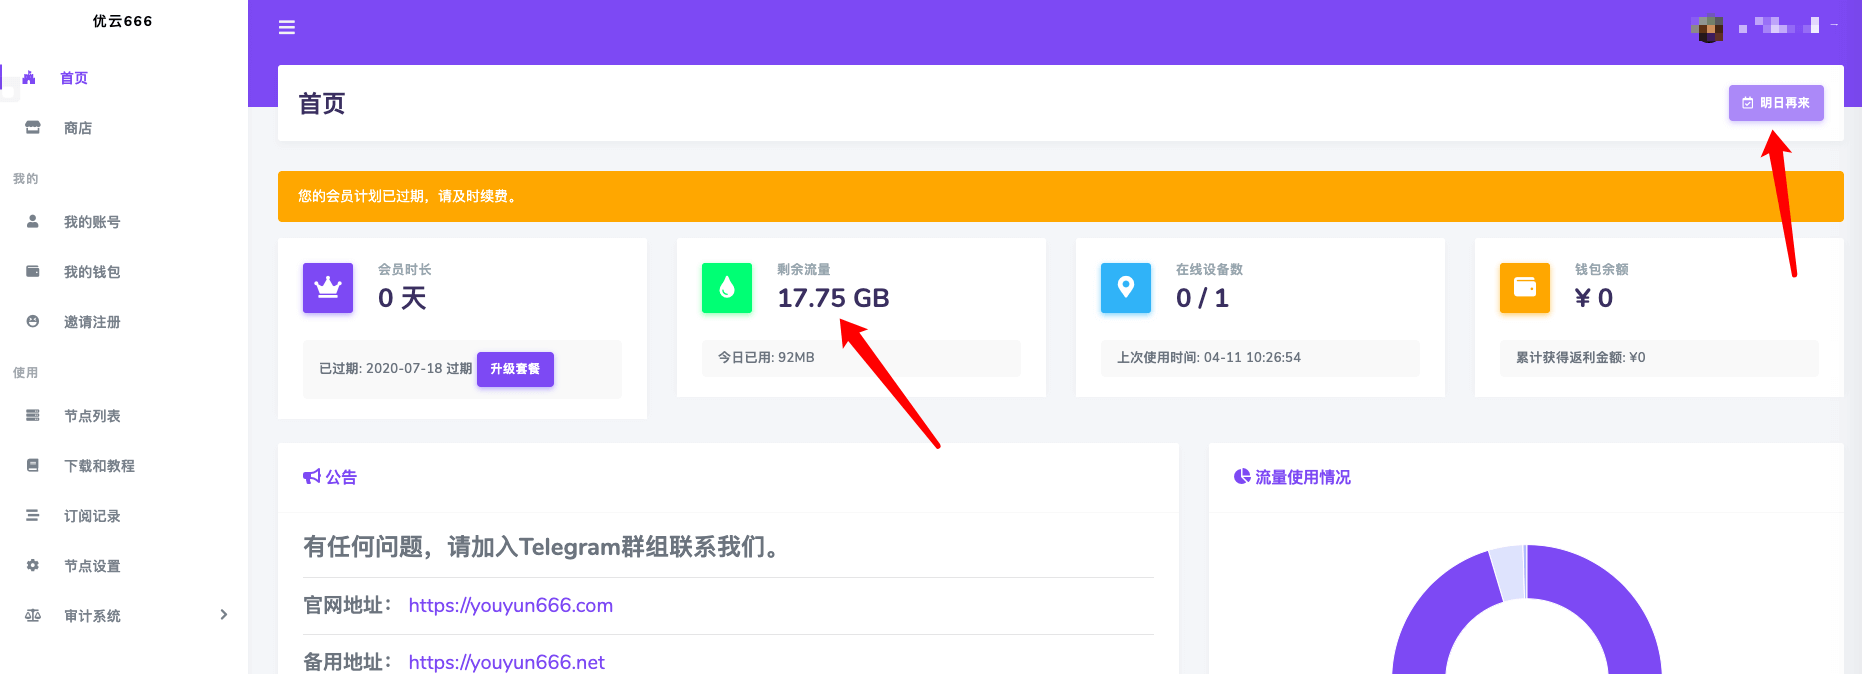 优云666
首页
商店
我的
我的账号
我的钱包
邀请注册
使用
节点列表
下载和教程
订阅记录
节点设置
审计系统
首页
明日再来
您的会员计划已过期，请及时续费。
会员时长
0 天
已过期: 2020-07-18 过期 升级套餐
剩余流量
17.75 GB
今日已用: 92MB
在线设备数
0 / 1
上次使用时间: 04-11 10:26:54
钱包余额
¥ 0
累计获得返利金额: ¥0
公告
有任何问题，请加入Telegram群组联系我们。
官网地址： https://youyun666.com
备用地址： https://youyun666.net
流量使用情况